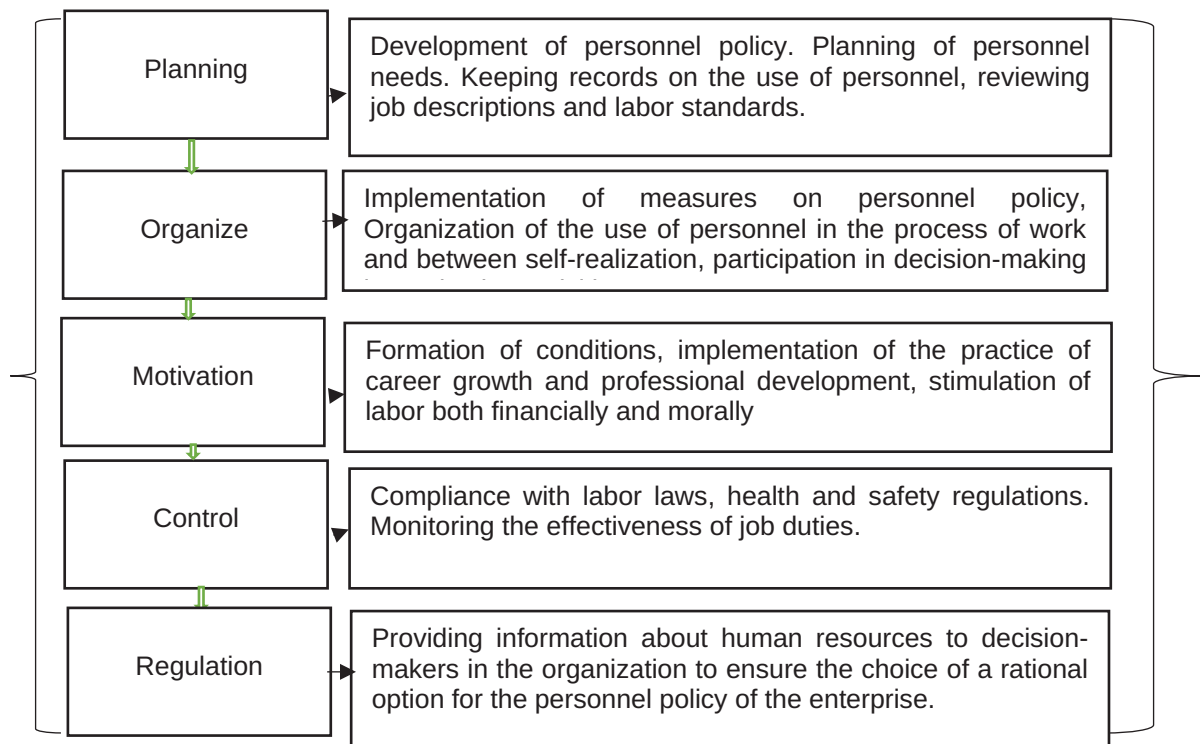 Planning
Development of personnel policy. Planning of personnel
needs. Keeping records on the use of personnel, reviewing
job descriptions and labor standards.
Organize
Implementation of measures on personnel policy,
Organization of the use of personnel in the process of work
and between self-realization, participation in decision-making
Motivation
Formation of conditions, implementation of the practice of
career growth and professional development, stimulation of
labor both financially and morally
Control
Compliance with labor laws, health and safety regulations.
Monitoring the effectiveness of job duties.
Regulation
Providing information about human resources to decision-
makers in the organization to ensure the choice of a rational
option for the personnel policy of the enterprise.